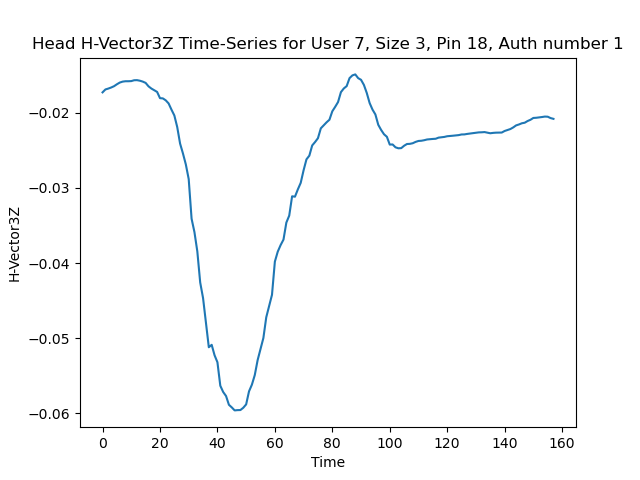 Head H-Vector3Z Time-Series for User 7, Size 3, Pin 18, Auth number 1
−0.02
−0.03
−0.04
−0.05
−0.06
H-Vector3Z
0 20 40 60 80 100 120 140 160
Time